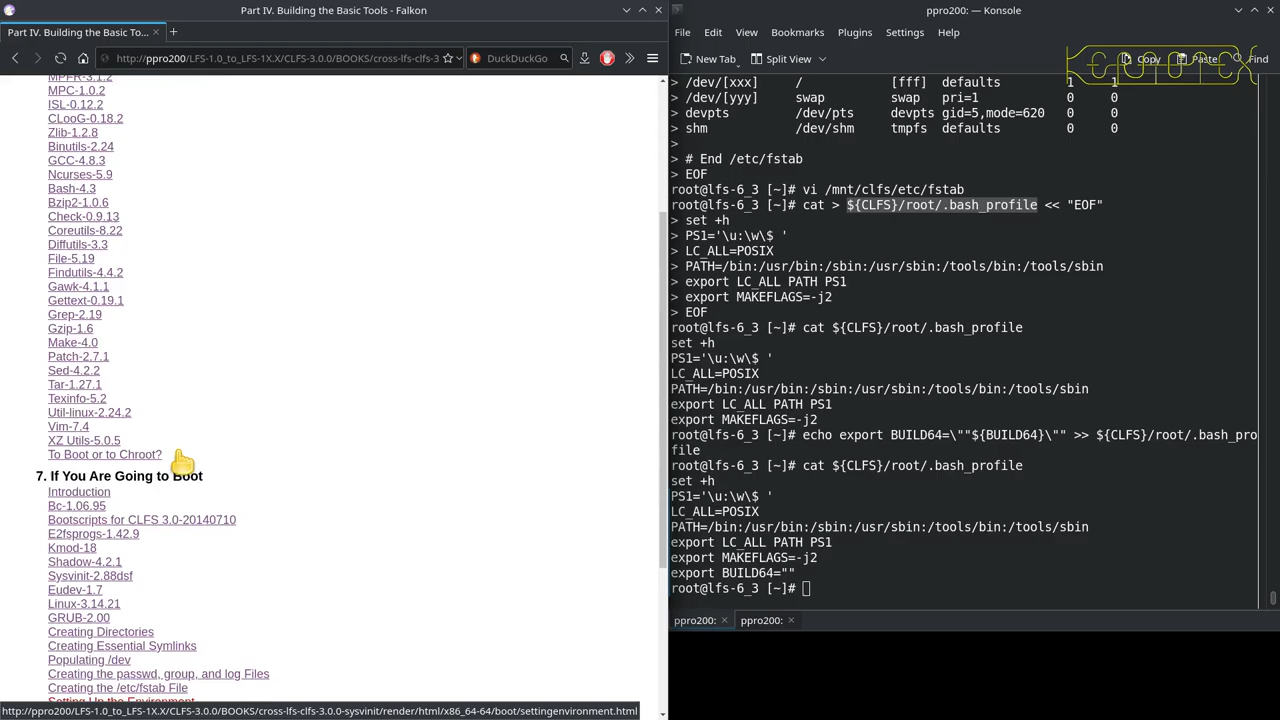 Part IV. Building the Basic Tools - Falkon
Part IV. Building the Basic To...
http://ppro200/LFS-1.0_to_LFS-1X.X/CLFS-3.0.0/BOOKS/cross-lfs-clfs-3
DuckDuckGo
MPFR-3.1.2
MPC-1.0.2
ISL-0.12.2
CLooG-0.18.2
Zlib-1.2.8
Binutils-2.24
GCC-4.8.3
Ncurses-5.9
Bash-4.3
Bzip2-1.0.6
Check-0.9.13
Coreutils-8.22
Diffutils-3.3
File-5.19
Findutils-4.4.2
Gawk-4.1.1
Gettext-0.19.1
Grep-2.19
Gzip-1.6
Make-4.0
Patch-2.7.1
Sed-4.2.2
Tar-1.27.1
Texinfo-5.2
Util-linux-2.24.2
Vim-7.4
XZ Utils-5.0.5
To Boot or to Chroot?
7. If You Are Going to Boot
Introduction
Bc-1.06.95
Bootscripts for CLFS 3.0-20140710
E2fsprogs-1.42.9
Kmod-18
Shadow-4.2.1
Sysvinit-2.88dsf
Eudev-1.7
Linux-3.14.21
GRUB-2.00
Creating Directories
Creating Essential Symlinks
Populating /dev
Creating the passwd, group, and log Files
Creating the /etc/fstab File
Setting Up the Environment
http://ppro200/LFS-1.0_to_LFS-1X.X/CLFS-3.0.0/BOOKS/cross-lfs-clfs-3.0.0-sysvinit/render/html/x86_64-64/boot/settingenvironment.html
ppro200: — Konsole
File Edit View Bookmarks Plugins Settings Help
New Tab Split View Copy Paste Find
> /dev/[xxx] / [fff] defaults 1 1
> /dev/[yyy] swap swap pri=1 0 0
> devpts /dev/pts devpts gid=5,mode=620 0 0
> shm /dev/shm tmpfs defaults 0 0
>
> # End /etc/fstab
> EOF
root@lfs-6_3 [~]# vi /mnt/clfs/etc/fstab
root@lfs-6_3 [~]# cat > ${CLFS}/root/.bash_profile << "EOF"
> set +h
> PS1='\u:\w\$ '
> LC_ALL=POSIX
> PATH=/bin:/usr/bin:/sbin:/usr/sbin:/tools/bin:/tools/sbin
> export LC_ALL PATH PS1
> export MAKEFLAGS=-j2
> EOF
root@lfs-6_3 [~]# cat ${CLFS}/root/.bash_profile
set +h
PS1='\u:\w\$ '
LC_ALL=POSIX
PATH=/bin:/usr/bin:/sbin:/usr/sbin:/tools/bin:/tools/sbin
export LC_ALL PATH PS1
export MAKEFLAGS=-j2
root@lfs-6_3 [~]# echo export BUILD64=\""${BUILD64}\"" >> ${CLFS}/root/.bash_pro
file
root@lfs-6_3 [~]# cat ${CLFS}/root/.bash_profile
set +h
PS1='\u:\w\$ '
LC_ALL=POSIX
PATH=/bin:/usr/bin:/sbin:/usr/sbin:/tools/bin:/tools/sbin
export LC_ALL PATH PS1
export MAKEFLAGS=-j2
export BUILD64=""
root@lfs-6_3 [~]#
ppro200: ppro200: